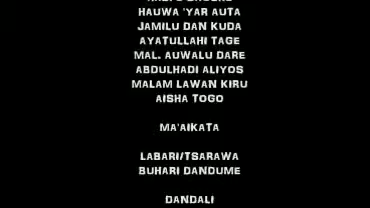 HAUWA 'YAR AUTA
JAMILU DAN KUDA
AYATULLAHI TAGE
MAL. AUWALU DARE
ABDULHADI ALIYOS
MALAM LAWAN KIRU
AISHA TOGO
MA'AIKATA
LABARI/TSARAWA
BUHARI DANDUME
DANDALI